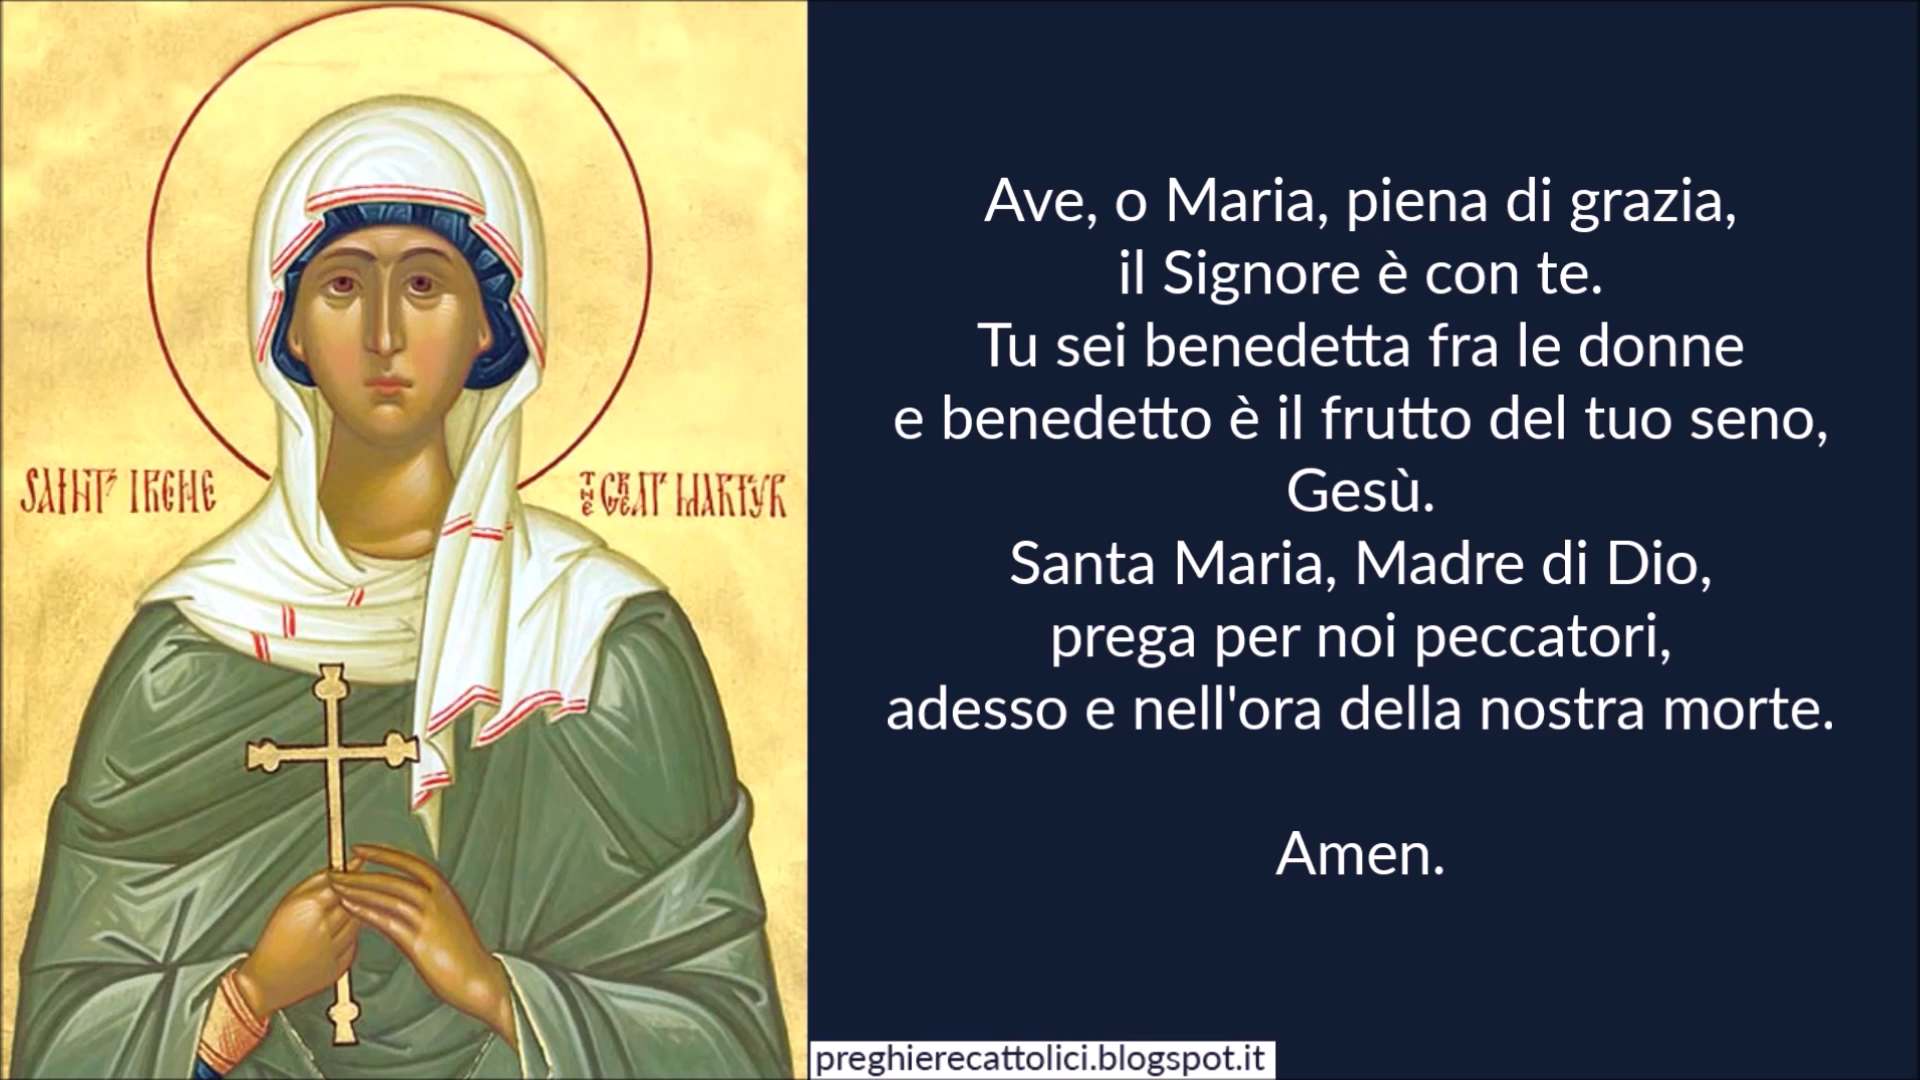 SAINT IRENE
THE GREAT MARTYR
Ave, o Maria, piena di grazia,
il Signore è con te.
Tu sei benedetta fra le donne
e benedetto è il frutto del tuo seno,
Gesù.
Santa Maria, Madre di Dio,
prega per noi peccatori,
adesso e nell'ora della nostra morte.
Amen.
preghierecattolici.blogspot.it